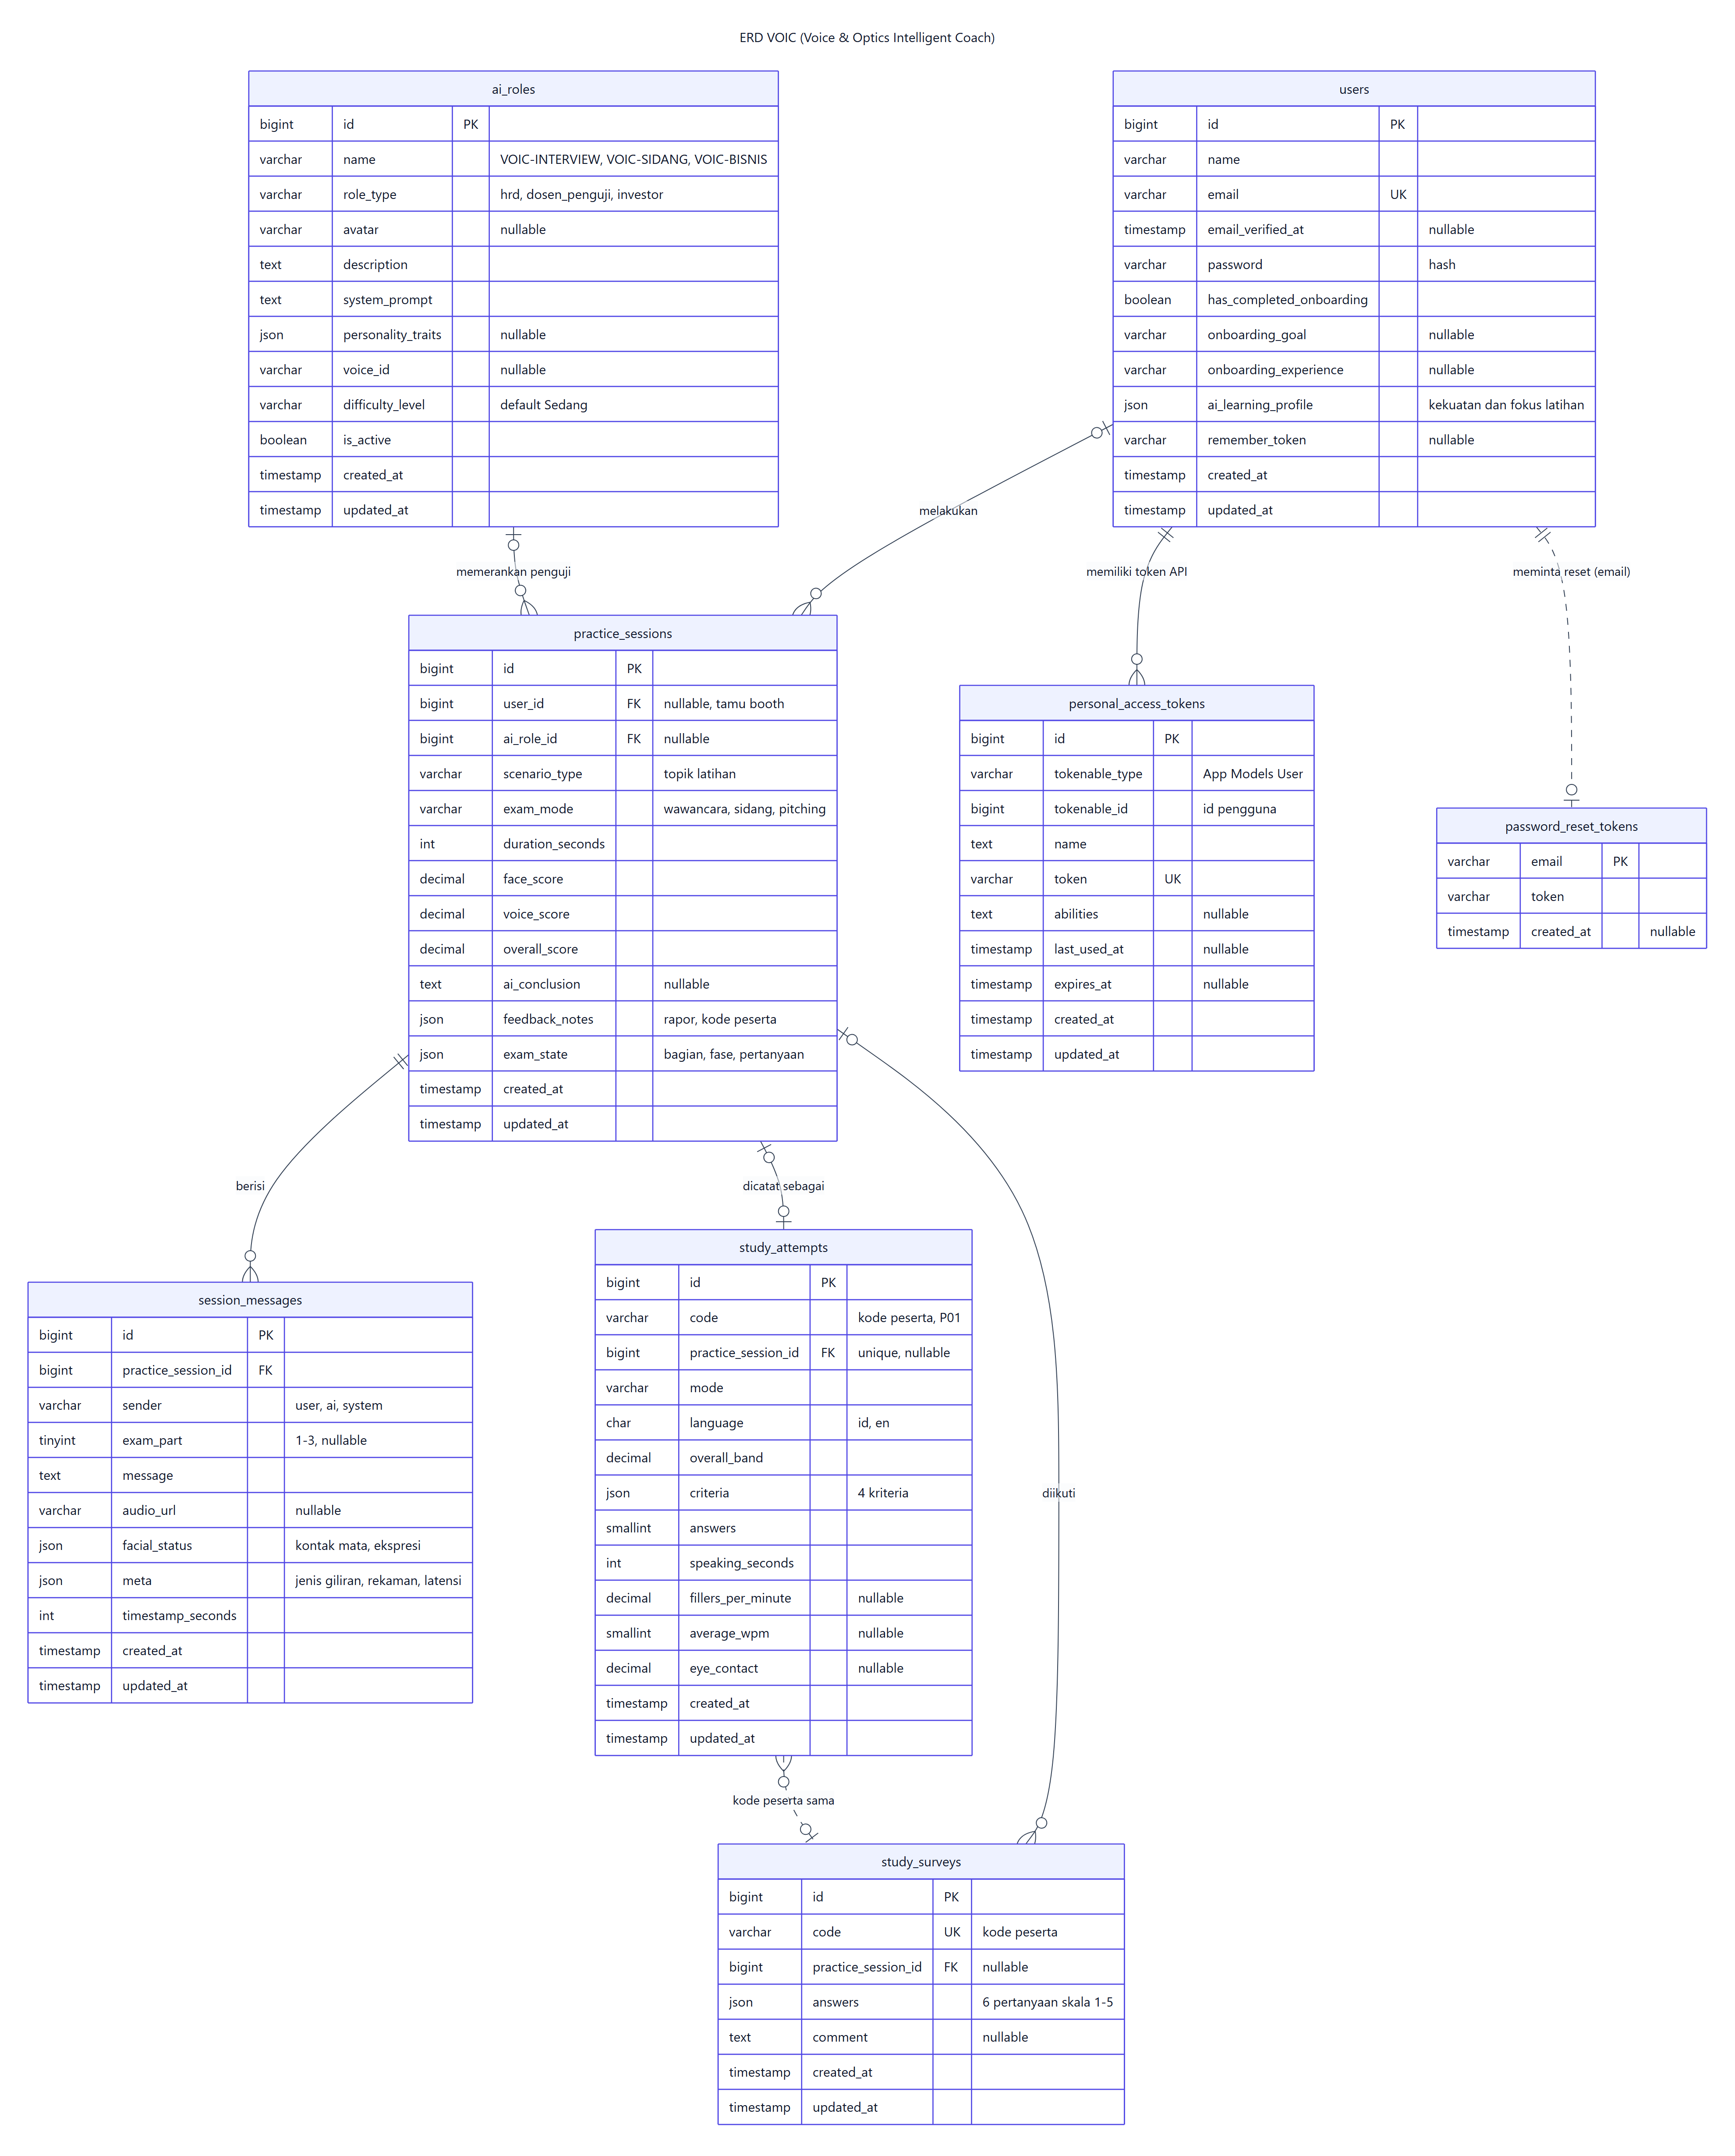 ERD VOIC (Voice & Optics Intelligent Coach)
ai_roles
bigint id PK
varchar name VOIC-INTERVIEW, VOIC-SIDANG, VOIC-BISNIS
varchar role_type hrd, dosen_penguji, investor
varchar avatar nullable
text description
text system_prompt
json personality_traits nullable
varchar voice_id nullable
varchar difficulty_level default Sedang
boolean is_active
timestamp created_at
timestamp updated_at
users
bigint id PK
varchar name
varchar email UK
timestamp email_verified_at nullable
varchar password hash
boolean has_completed_onboarding
varchar onboarding_goal nullable
varchar onboarding_experience nullable
json ai_learning_profile kekuatan dan fokus latihan
varchar remember_token nullable
timestamp created_at
timestamp updated_at
melakukan
memerankan penguji
memiliki token API
meminta reset (email)
practice_sessions
bigint id PK
bigint user_id FK nullable, tamu booth
bigint ai_role_id FK nullable
varchar scenario_type topik latihan
varchar exam_mode wawancara, sidang, pitching
int duration_seconds
decimal face_score
decimal voice_score
decimal overall_score
text ai_conclusion nullable
json feedback_notes rapor, kode peserta
json exam_state bagian, fase, pertanyaan
timestamp created_at
timestamp updated_at
personal_access_tokens
bigint id PK
varchar tokenable_type App Models User
bigint tokenable_id id pengguna
text name
varchar token UK
text abilities nullable
timestamp last_used_at nullable
timestamp expires_at nullable
timestamp created_at
timestamp updated_at
password_reset_tokens
varchar email PK
varchar token
timestamp created_at nullable
berisi
dicatat sebagai
diikuti
session_messages
bigint id PK
bigint practice_session_id FK
varchar sender user, ai, system
tinyint exam_part 1-3, nullable
text message
varchar audio_url nullable
json facial_status kontak mata, ekspresi
json meta jenis giliran, rekaman, latensi
int timestamp_seconds
timestamp created_at
timestamp updated_at
study_attempts
bigint id PK
varchar code kode peserta, P01
bigint practice_session_id FK unique, nullable
varchar mode
char language id, en
decimal overall_band
json criteria 4 kriteria
smallint answers
int speaking_seconds
decimal fillers_per_minute nullable
smallint average_wpm nullable
decimal eye_contact nullable
timestamp created_at
timestamp updated_at
kode peserta sama
study_surveys
bigint id PK
varchar code UK kode peserta
bigint practice_session_id FK nullable
json answers 6 pertanyaan skala 1-5
text comment nullable
timestamp created_at
timestamp updated_at